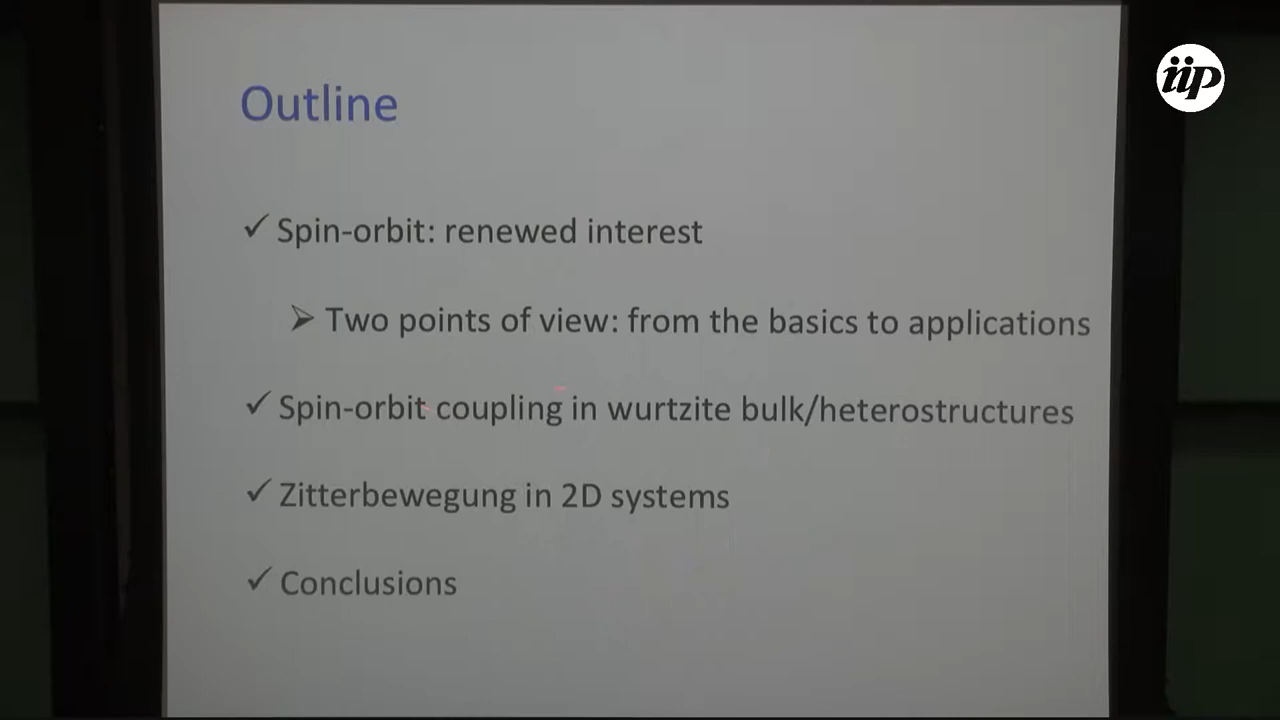 iip
Outline
✓ Spin-orbit: renewed interest
➢ Two points of view: from the basics to applications
✓ Spin-orbit coupling in wurtzite bulk/heterostructures
✓ Zitterbewegung in 2D systems
✓ Conclusions